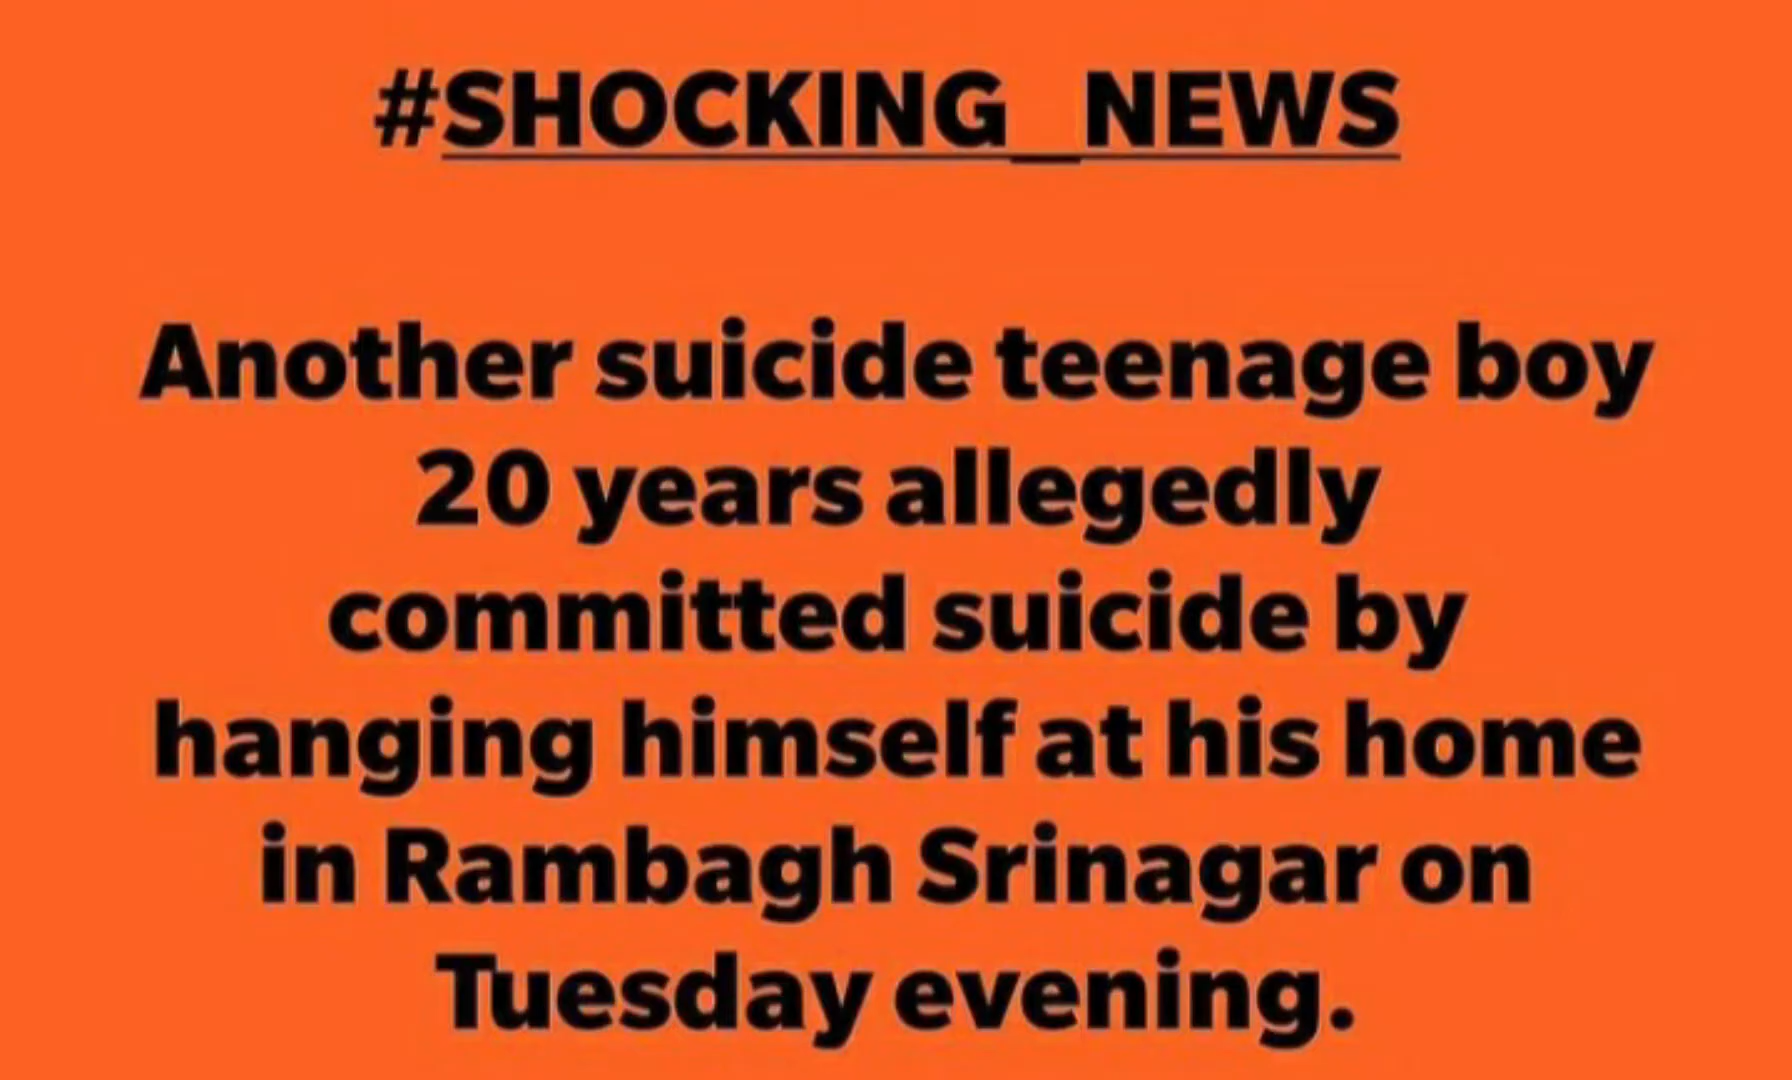 #SHOCKING_NEWS
Another suicide teenage boy
20 years allegedly
committed suicide by
hanging himself at his home
in Rambagh Srinagar on
Tuesday evening.